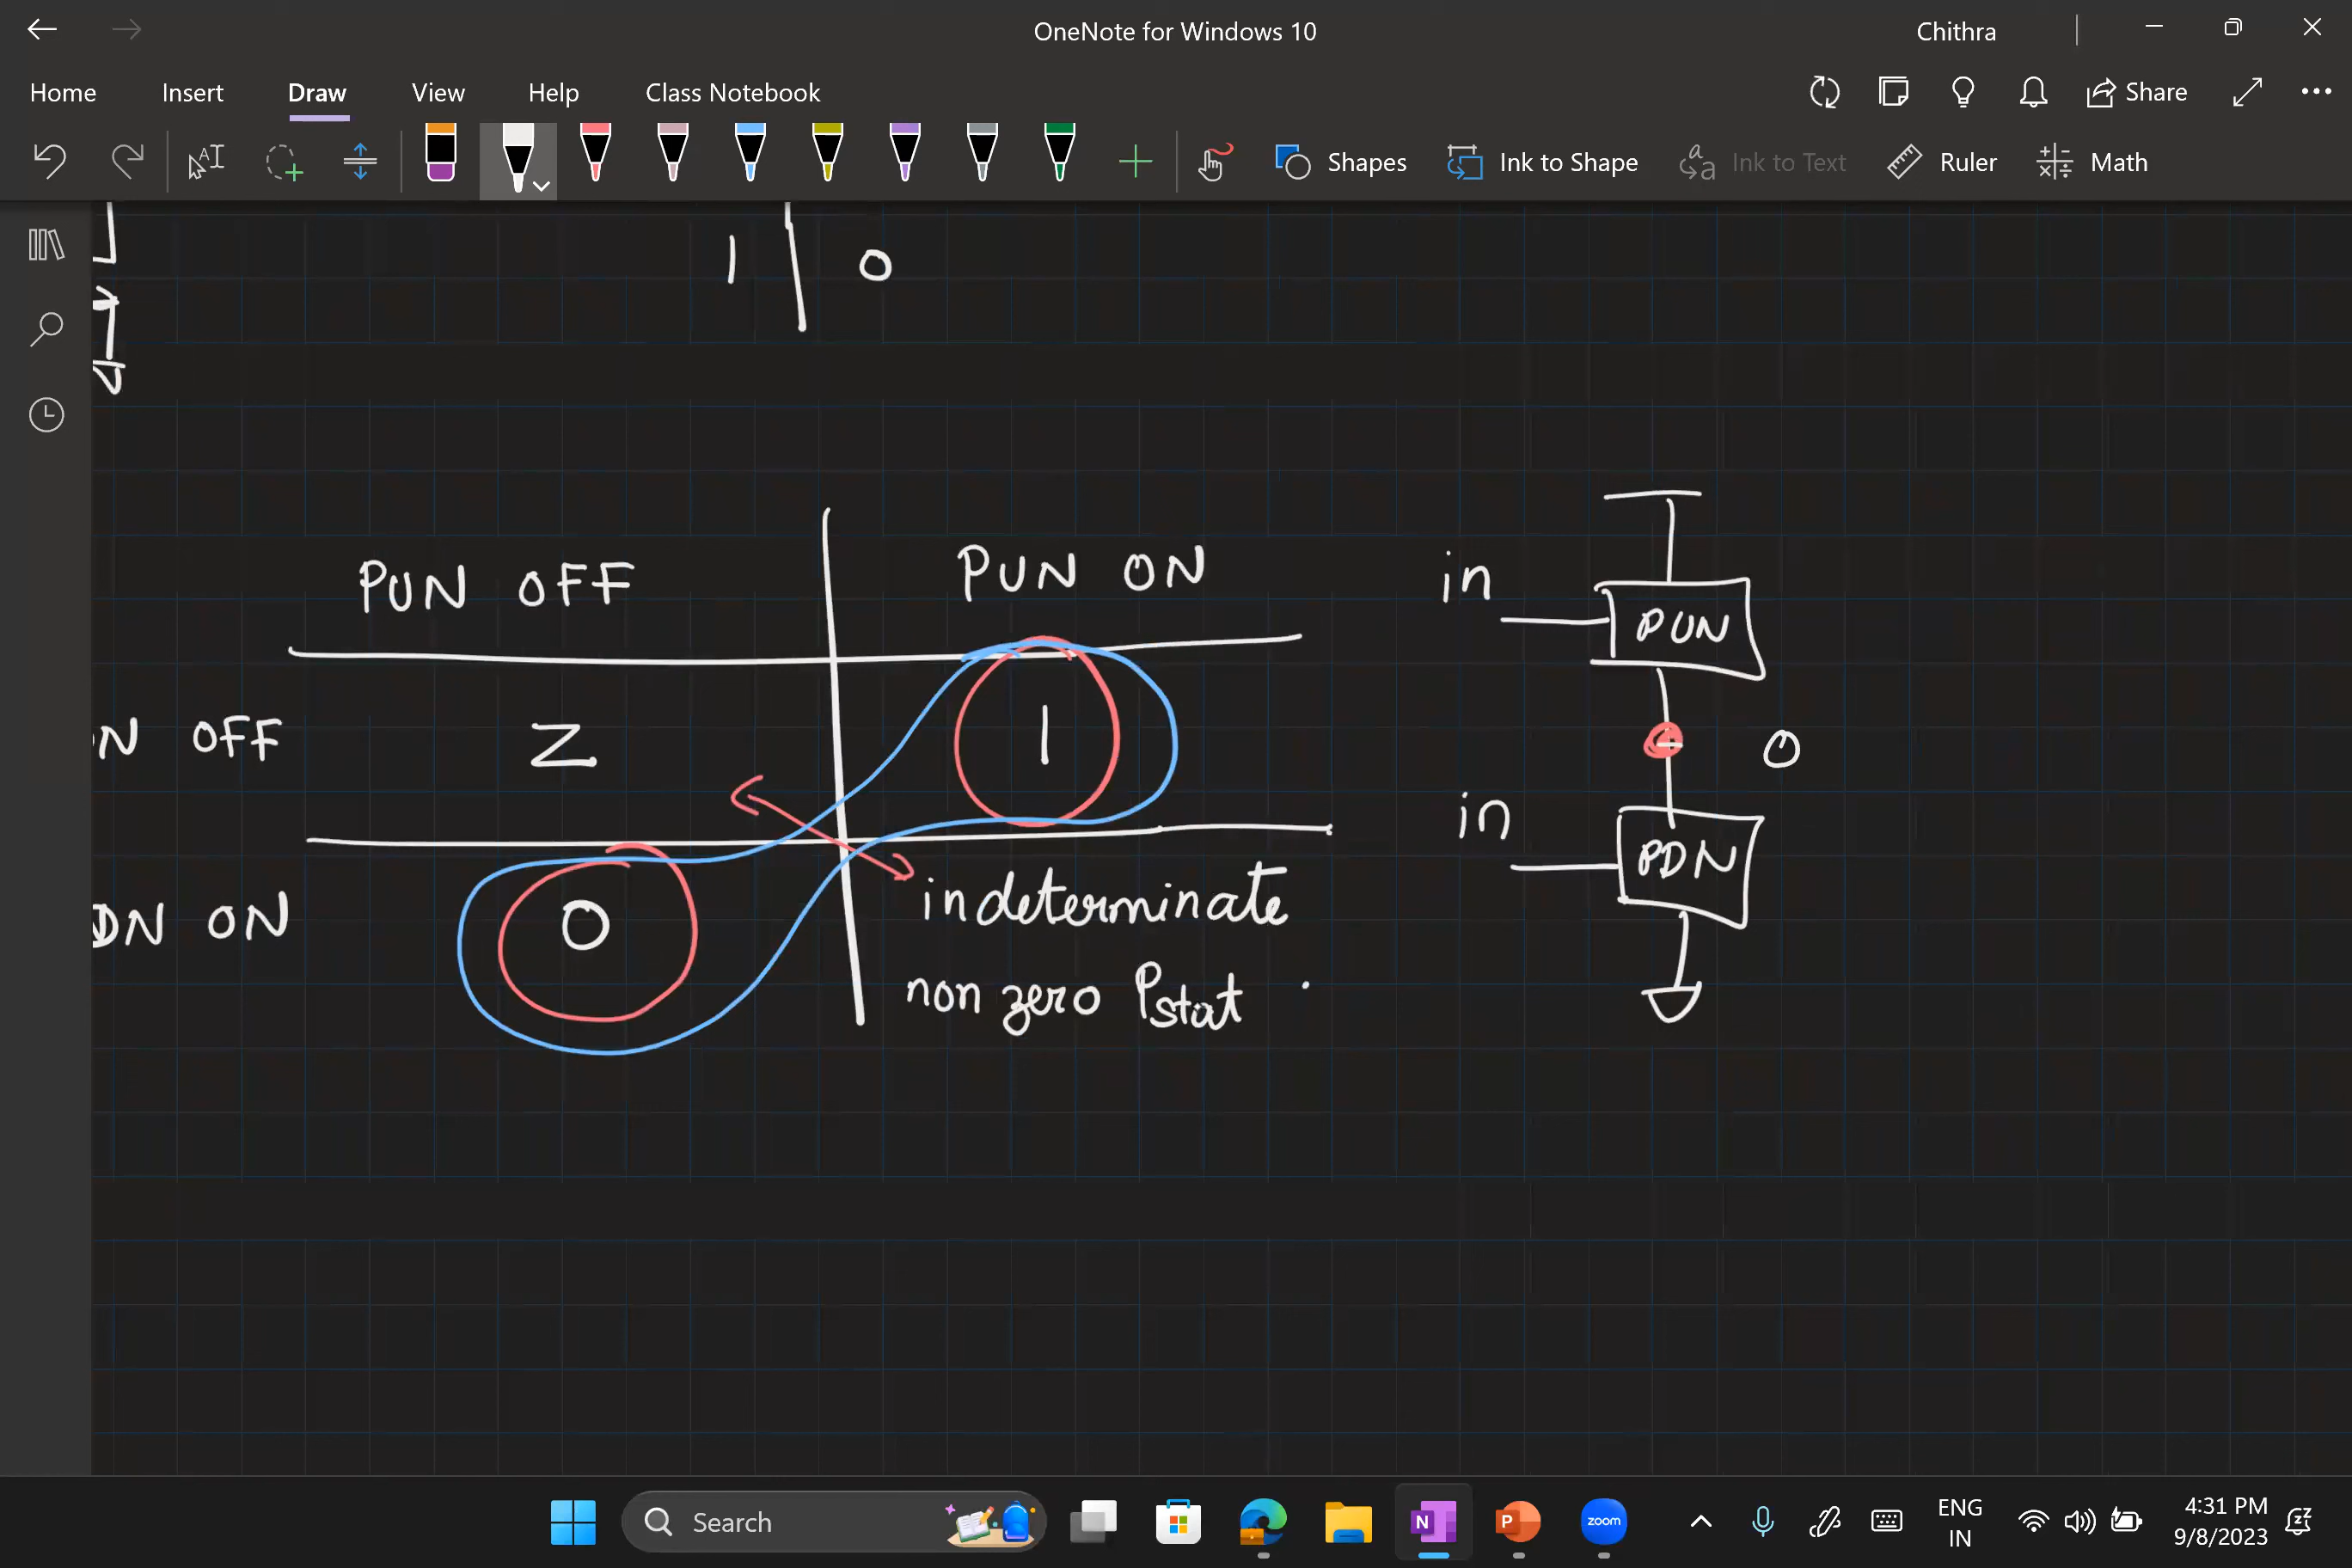 OneNote for Windows 10
Chithra
Home Insert Draw View Help Class Notebook
Share
Shapes Ink to Shape Ink to Text Ruler Math
1 0
PUN OFF PUN ON
N OFF Z 1
DN ON 0 indeterminate
non zero Pstat
in PUN
0
in PDN
Search
zoom
ENG
IN
4:31 PM
9/8/2023